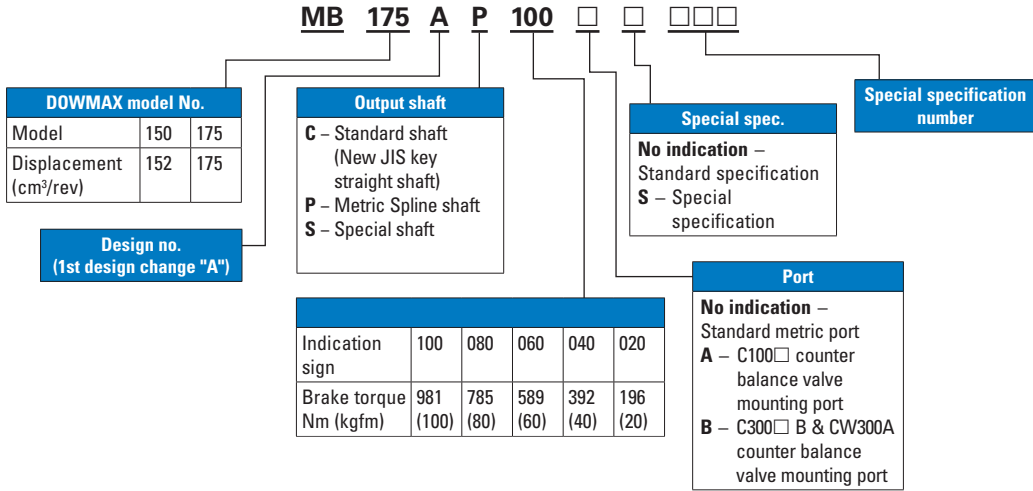 MB 175 A P 100 □ □ □□□
DOWMAX model No.
Model 150 175
Displacement 152 175
(cm³/rev)
Design no.
(1st design change "A")
Output shaft
C – Standard shaft
(New JIS key
straight shaft)
P – Metric Spline shaft
S – Special shaft
Indication 100 080 060 040 020
sign
Brake torque 981 785 589 392 196
Nm (kgfm) (100) (80) (60) (40) (20)
Special spec.
No indication –
Standard specification
S – Special
specification
Special specification
number
Port
No indication –
Standard metric port
A – C100□ counter
balance valve
mounting port
B – C300□ B & CW300A
counter balance
valve mounting port